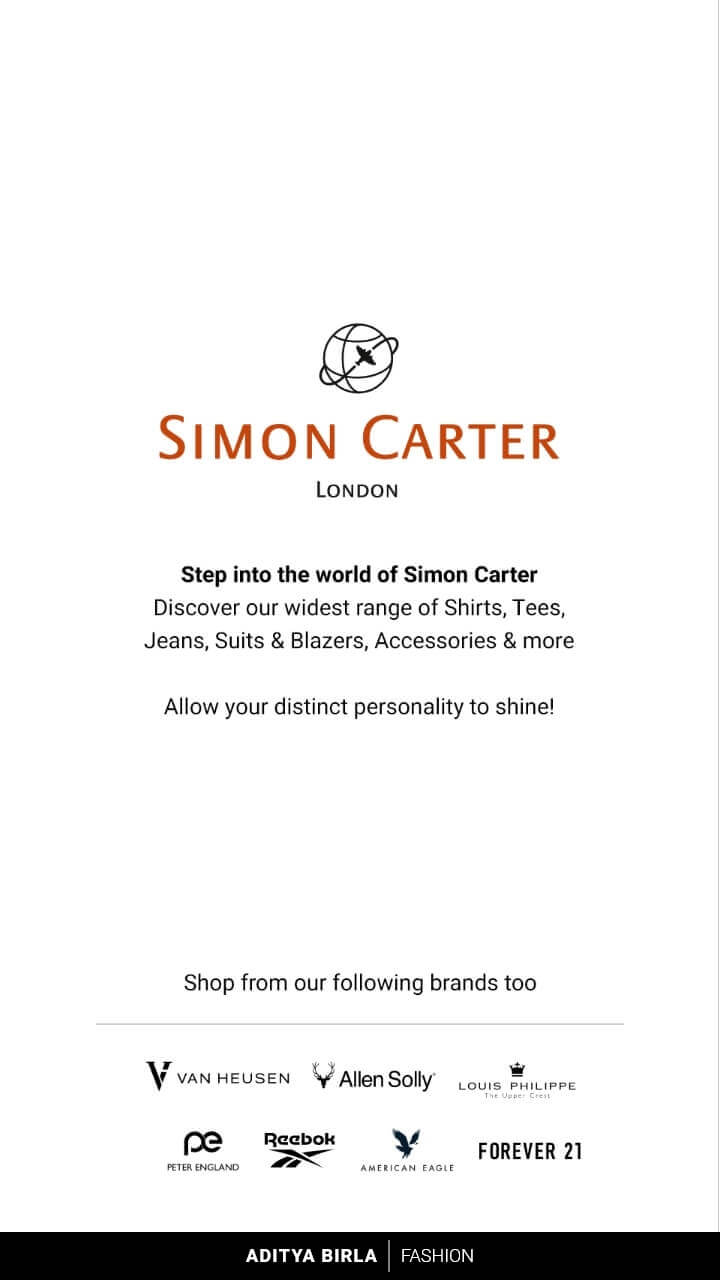 SIMON CARTER
LONDON
Step into the world of Simon Carter
Discover our widest range of Shirts, Tees,
Jeans, Suits & Blazers, Accessories & more
Allow your distinct personality to shine!
Shop from our following brands too
VAN HEUSEN Allen Solly LOUIS PHILIPPE
The Upper Crest
pe Reebok FOREVER 21
PETER ENGLAND AMERICAN EAGLE
ADITYA BIRLA | FASHION